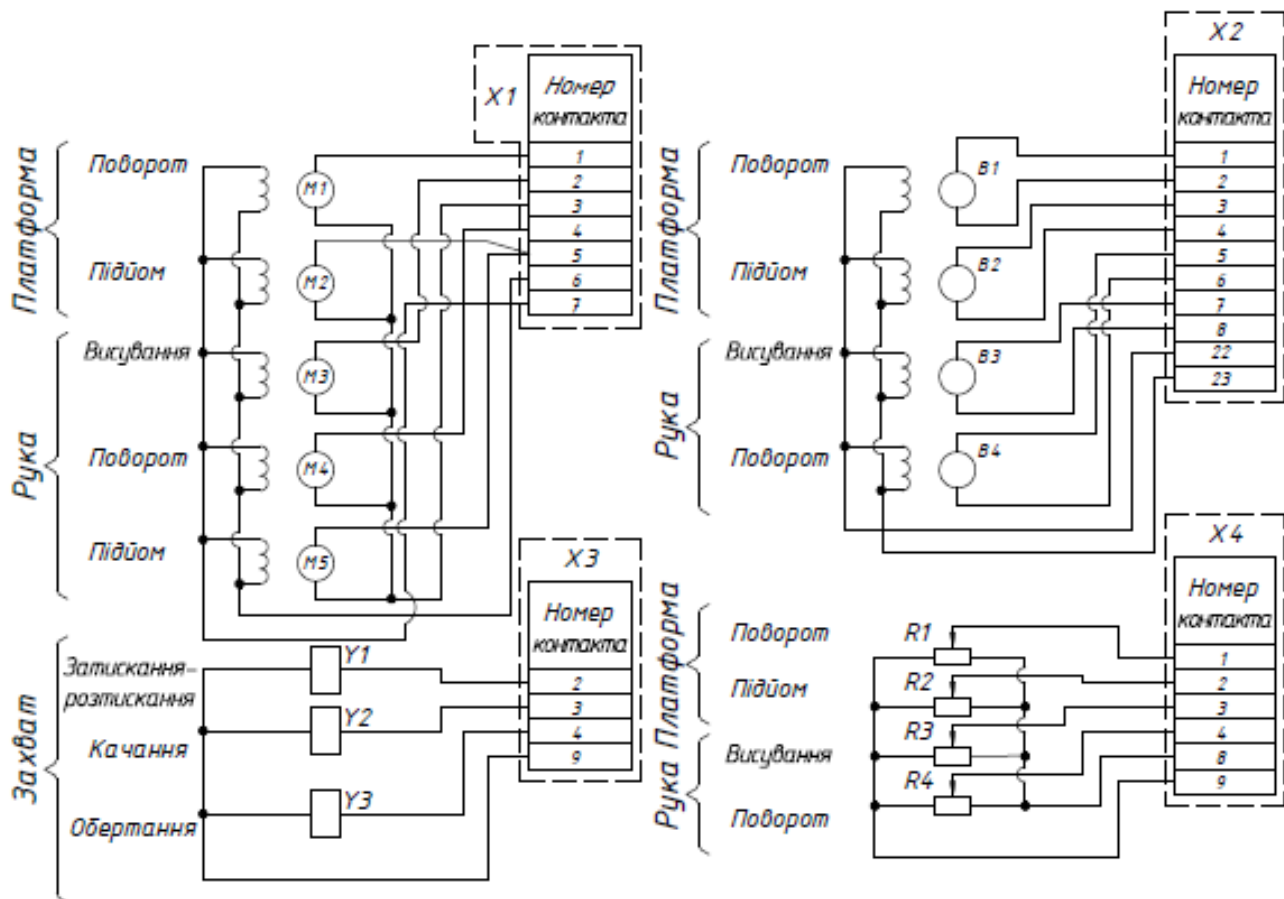 X1
Номер
контакта
1
2
3
4
5
6
7
Платформа
Поворот
Підйом
Рука
Висування
Поворот
Підйом
M1
M2
M3
M4
M5
X2
Номер
контакта
1
2
3
4
5
6
7
8
22
23
Платформа
Поворот
Підйом
Рука
Висування
Поворот
B1
B2
B3
B4
X3
Номер
контакта
2
3
4
9
Захват
Затискання-
розтискання
Качання
Обертання
Y1
Y2
Y3
X4
Номер
контакта
1
2
3
4
8
9
Платформа
Поворот
Підйом
Рука
Висування
Поворот
R1
R2
R3
R4